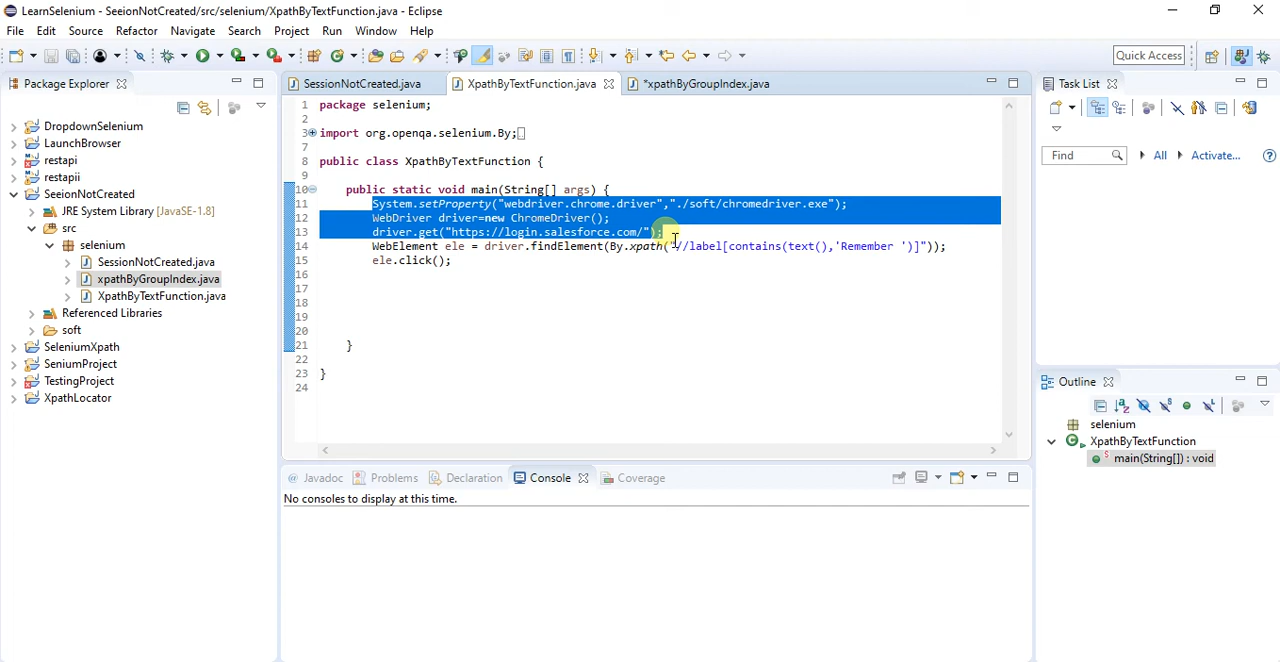 LearnSelenium - SeeionNotCreated/src/selenium/XpathByTextFunction.java - Eclipse
File Edit Source Refactor Navigate Search Project Run Window Help
Quick Access
Package Explorer
SessionNotCreated.java XpathByTextFunction.java *xpathByGroupIndex.java
Task List
DropdownSelenium
LaunchBrowser
restapi
restapii
SeeionNotCreated
JRE System Library [JavaSE-1.8]
src
selenium
SessionNotCreated.java
xpathByGroupIndex.java
XpathByTextFunction.java
Referenced Libraries
soft
SeleniumXpath
SeniumProject
TestingProject
XpathLocator
1 package selenium;
2
3 import org.openqa.selenium.By;
7
8 public class XpathByTextFunction {
9
10 public static void main(String[] args) {
11 System.setProperty("webdriver.chrome.driver","./soft/chromedriver.exe");
12 WebDriver driver=new ChromeDriver();
13 driver.get("https://login.salesforce.com/");
14 WebElement ele = driver.findElement(By.xpath("//label[contains(text(),'Remember ')]"));
15 ele.click();
16
17
18
19
20
21 }
22
23 }
24
Find All Activate...
Outline
selenium
XpathByTextFunction
main(String[]) : void
@ Javadoc Problems Declaration Console Coverage
No consoles to display at this time.